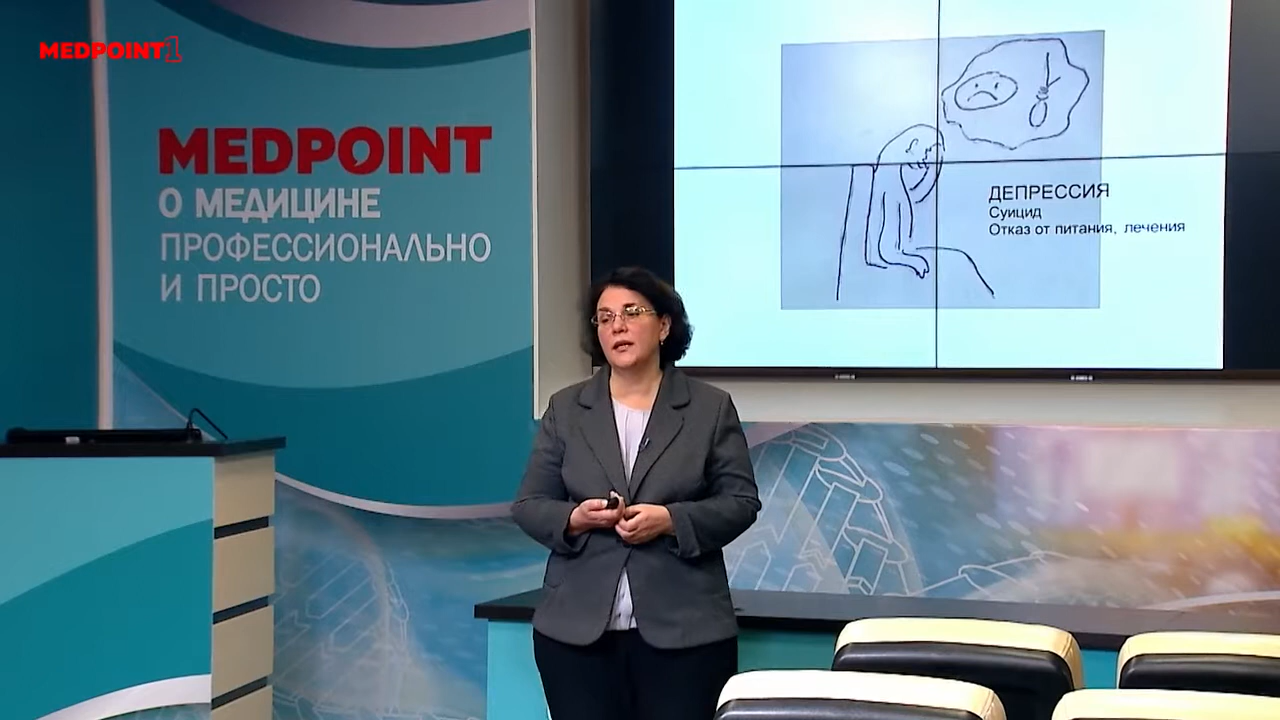 MEDPOINT1
MEDPOINT
О МЕДИЦИНЕ
ПРОФЕССИОНАЛЬНО
И ПРОСТО
ДЕПРЕССИЯ
Суицид
Отказ от питания, лечения